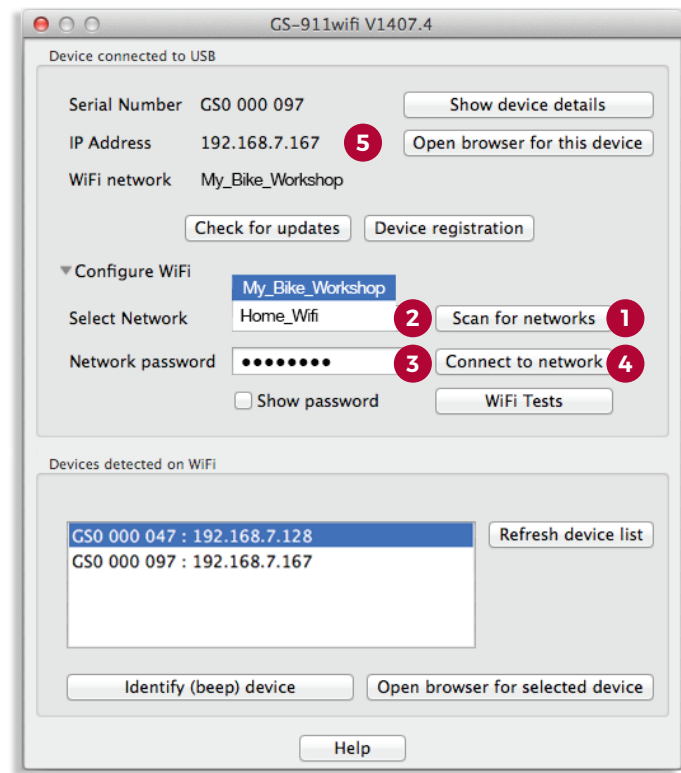 GS-911wifi V1407.4
Device connected to USB
Serial Number GS0 000 097 Show device details
IP Address 192.168.7.167 5 Open browser for this device
WiFi network My_Bike_Workshop
Check for updates Device registration
Configure WiFi
My_Bike_Workshop
Select Network Home_Wifi 2 Scan for networks 1
Network password ●●●●●●●● 3 Connect to network 4
Show password WiFi Tests
Devices detected on WiFi
GS0 000 047 : 192.168.7.128 Refresh device list
GS0 000 097 : 192.168.7.167
Identify (beep) device Open browser for selected device
Help